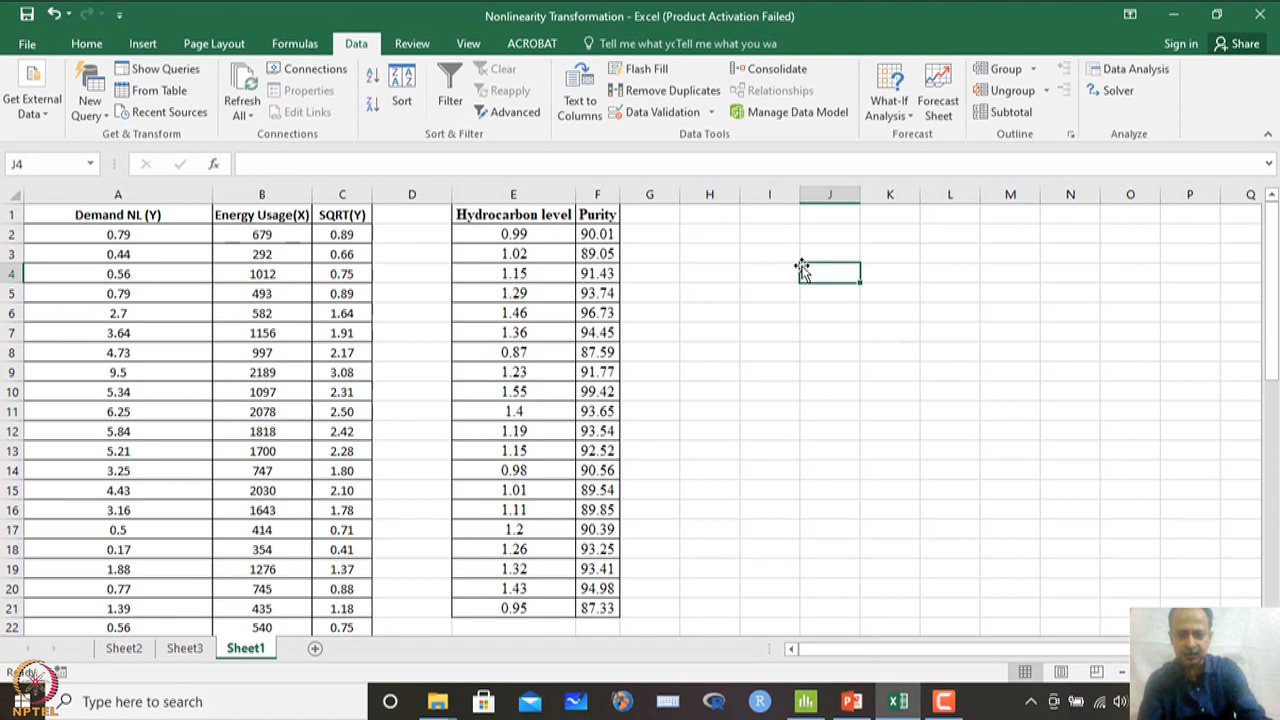 Nonlinearity Transformation - Excel (Product Activation Failed)
File Home Insert Page Layout Formulas Data Review View ACROBAT Tell me what ycTell me what you wa Sign in Share
Get External Data
New Query
Show Queries
From Table
Recent Sources
Get & Transform
Refresh All
Connections
Properties
Edit Links
Connections
Sort
Filter
Clear
Reapply
Advanced
Sort & Filter
Text to Columns
Flash Fill
Remove Duplicates
Data Validation
Consolidate
Relationships
Manage Data Model
Data Tools
What-If Analysis
Forecast Sheet
Forecast
Group
Ungroup
Subtotal
Outline
Data Analysis
Solver
Analyze
J4 fx
A B C D E F G H I J K L M N O P Q
1 Demand NL (Y) Energy Usage(X) SQRT(Y) Hydrocarbon level Purity
2 0.79 679 0.89 0.99 90.01
3 0.44 292 0.66 1.02 89.05
4 0.56 1012 0.75 1.15 91.43
5 0.79 493 0.89 1.29 93.74
6 2.7 582 1.64 1.46 96.73
7 3.64 1156 1.91 1.36 94.45
8 4.73 997 2.17 0.87 87.59
9 9.5 2189 3.08 1.23 91.77
10 5.34 1097 2.31 1.55 99.42
11 6.25 2078 2.50 1.4 93.65
12 5.84 1818 2.42 1.19 93.54
13 5.21 1700 2.28 1.15 92.52
14 3.25 747 1.80 0.98 90.56
15 4.43 2030 2.10 1.01 89.54
16 3.16 1643 1.78 1.11 89.85
17 0.5 414 0.71 1.2 90.39
18 0.17 354 0.41 1.26 93.25
19 1.88 1276 1.37 1.32 93.41
20 0.77 745 0.88 1.43 94.98
21 1.39 435 1.18 0.95 87.33
22 0.56 540 0.75
Sheet2 Sheet3 Sheet1
NPTEL
Type here to search